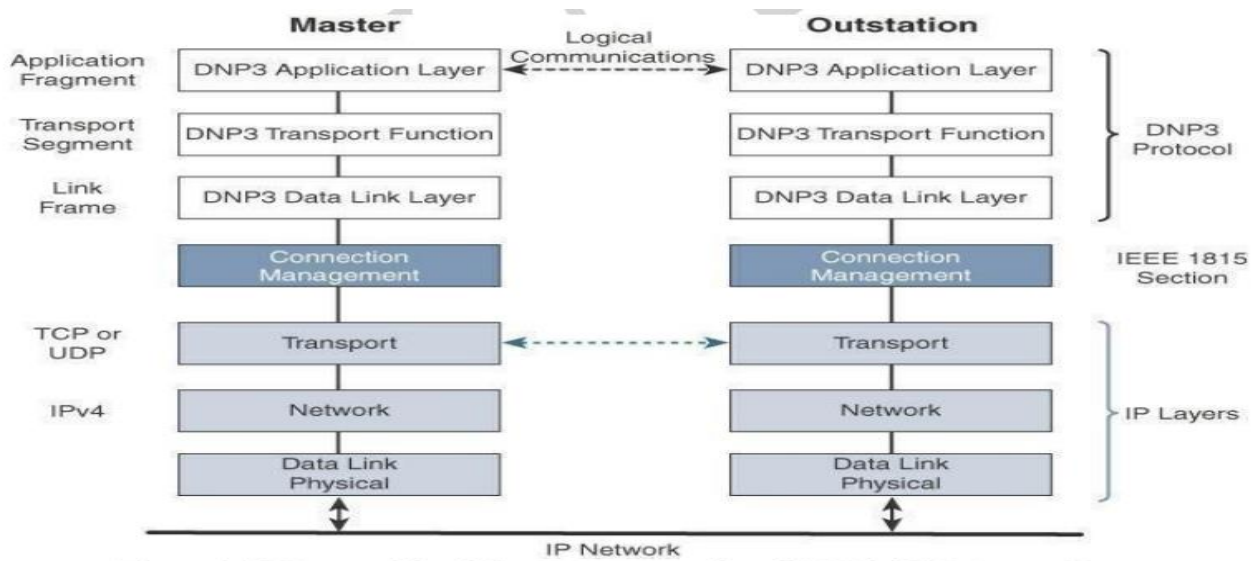 Master
Outstation
Logical
Communications
Application
Fragment
DNP3 Application Layer
DNP3 Application Layer
Transport
Segment
DNP3 Transport Function
DNP3 Transport Function
DNP3
Protocol
Link
Frame
DNP3 Data Link Layer
DNP3 Data Link Layer
Connection
Management
Connection
Management
IEEE 1815
Section
TCP or
UDP
Transport
Transport
IPv4
Network
Network
IP Layers
Data Link
Physical
Data Link
Physical
IP Network